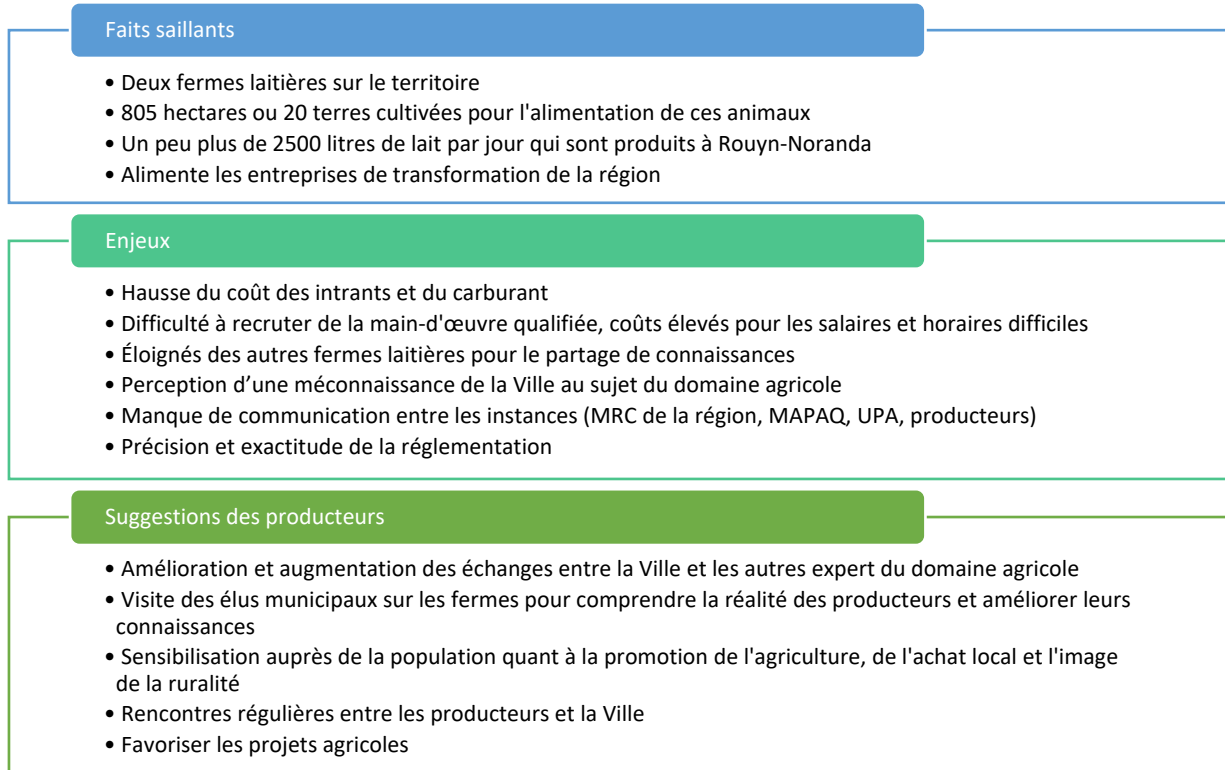 Faits saillants
• Deux fermes laitières sur le territoire
• 805 hectares ou 20 terres cultivées pour l'alimentation de ces animaux
• Un peu plus de 2500 litres de lait par jour qui sont produits à Rouyn-Noranda
• Alimente les entreprises de transformation de la région
Enjeux
• Hausse du coût des intrants et du carburant
• Difficulté à recruter de la main-d'œuvre qualifiée, coûts élevés pour les salaires et horaires difficiles
• Éloignés des autres fermes laitières pour le partage de connaissances
• Perception d’une méconnaissance de la Ville au sujet du domaine agricole
• Manque de communication entre les instances (MRC de la région, MAPAQ, UPA, producteurs)
• Précision et exactitude de la réglementation
Suggestions des producteurs
• Amélioration et augmentation des échanges entre la Ville et les autres expert du domaine agricole
• Visite des élus municipaux sur les fermes pour comprendre la réalité des producteurs et améliorer leurs
connaissances
• Sensibilisation auprès de la population quant à la promotion de l'agriculture, de l'achat local et l'image
de la ruralité
• Rencontres régulières entre les producteurs et la Ville
• Favoriser les projets agricoles